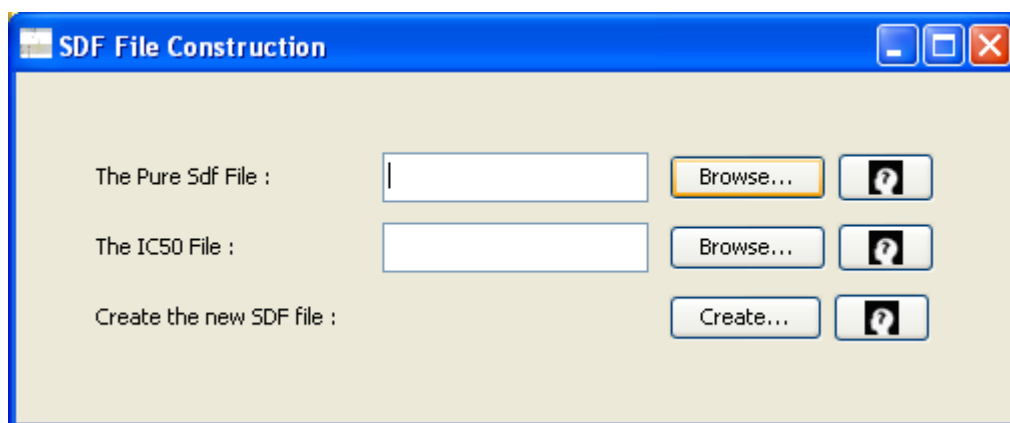 SDF File Construction
The Pure Sdf File : Browse... ?
The IC50 File : Browse... ?
Create the new SDF file : Create... ?